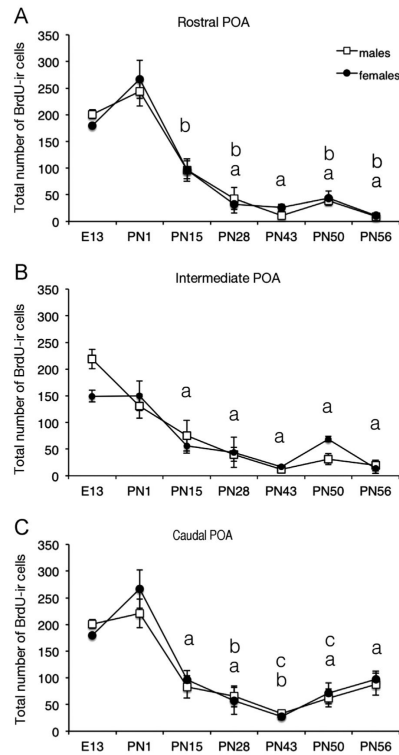 A
Rostral POA
Total number of BrdU-ir cells
350
300
250
200
150
100
50
0
males
females
b
b
a
a
b
a
b
a
E13 PN1 PN15 PN28 PN43 PN50 PN56
B
Intermediate POA
Total number of BrdU-ir cells
350
300
250
200
150
100
50
0
a
a
a
a
a
E13 PN1 PN15 PN28 PN43 PN50 PN56
C
Caudal POA
Total number of BrdU-ir cells
350
300
250
200
150
100
50
0
a
b
a
c
b
c
a
a
E13 PN1 PN15 PN28 PN43 PN50 PN56